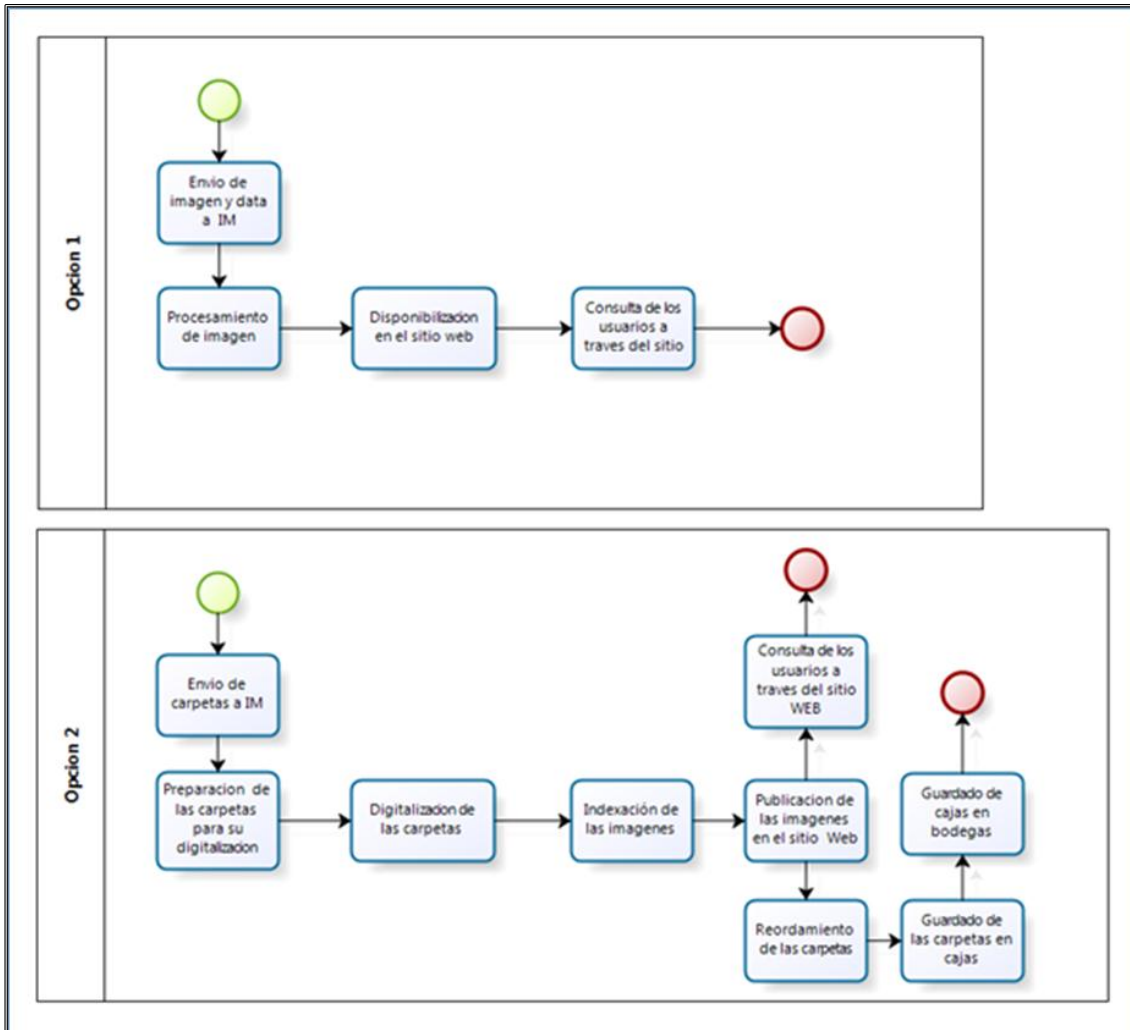 Opcion 1
Envio de
imagen y data
a IM
Procesamiento
de imagen
Disponibilizacion
en el sitio web
Consulta de los
usuarios a
traves del sitio
Opcion 2
Envio de
carpetas a IM
Preparacion de
las carpetas
para su
digitalizacion
Digitalizacion de
las carpetas
Indexación de
las imagenes
Publicacion de
las imagenes
en el sitio Web
Consulta de los
usuarios a
traves del sitio
WEB
Reordamiento
de las carpetas
Guardado de
las carpetas en
cajas
Guardado de
cajas en
bodegas